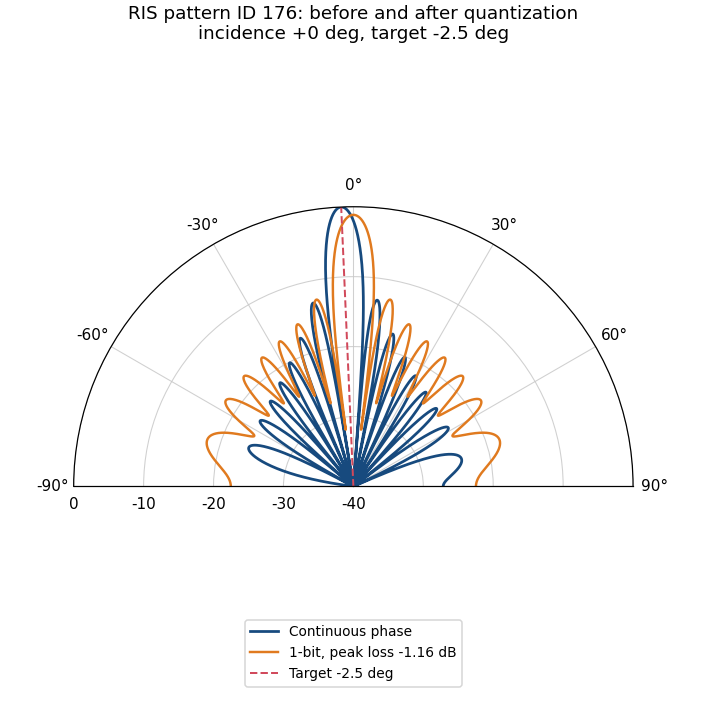 RIS pattern ID 176: before and after quantization
incidence +0 deg, target -2.5 deg
0°
-30°
30°
-60°
60°
-90°
90°
0
-10
-20
-30
-40
Continuous phase
1-bit, peak loss -1.16 dB
Target -2.5 deg